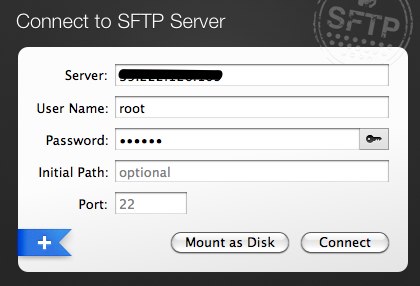 Connect to SFTP Server
SFTP
Server:
User Name: root
Password: ••••••
Initial Path: optional
Port: 22
Mount as Disk Connect